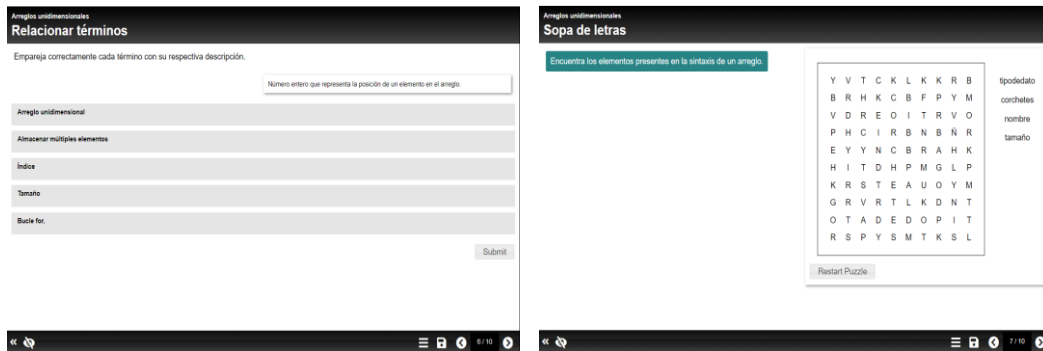 Arreglos unidimensionales
Relacionar términos
Empareja correctamente cada término con su respectiva descripción.
Número entero que representa la posición de un elemento en el arreglo.
Arreglo unidimensional
Almacenar múltiples elementos
Índice
Tamaño
Bucle for.
Submit
6/10
Arreglos unidimensionales
Sopa de letras
Encuentra los elementos presentes en la sintaxis de un arreglo.
Y V T C K L K K R B
B R H K C B F P Y M
V D R E O I T R V O
P H C I R B N B Ñ R
E Y Y N C B R A H K
H I T D H P M G L P
K R S T E A U O Y M
G R V R T L K D N T
O T A D E D O P I T
R S P Y S M T K S L
tipodedato
corchetes
nombre
tamaño
Restart Puzzle
7/10